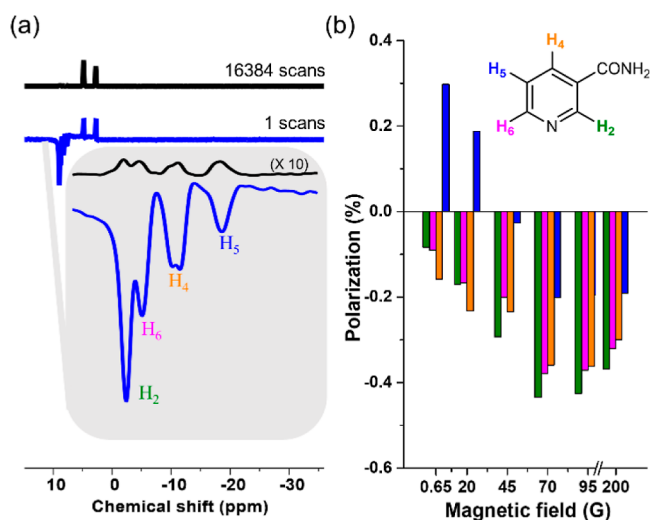 (a)
16384 scans
1 scans
(X 10)
H5
H4
H6
H2
10 0 -10 -20 -30
Chemical shift (ppm)
(b)
0.4
0.2
0.0
-0.2
-0.4
-0.6
Polarization (%)
H4
H5
CONH2
H6
N
H2
0.65 20 45 70 95 200
Magnetic field (G)